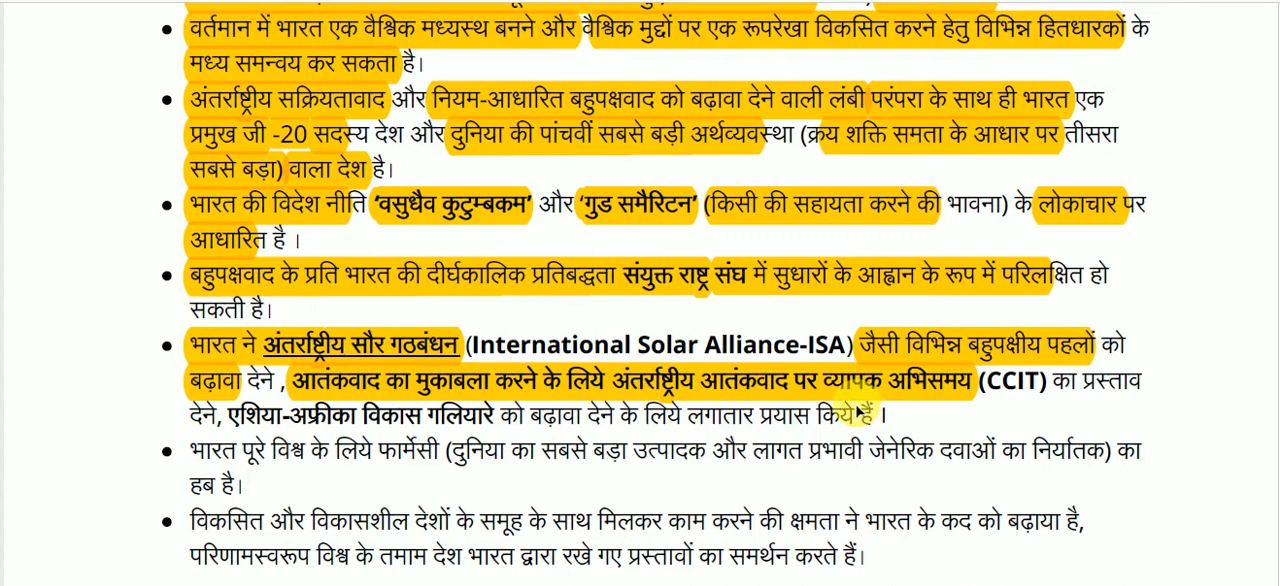 • वर्तमान में भारत एक वैश्विक मध्यस्थ बनने और वैश्विक मुद्दों पर एक रूपरेखा विकसित करने हेतु विभिन्न हितधारकों के
मध्य समन्वय कर सकता है।
• अंतर्राष्ट्रीय सक्रियतावाद और नियम-आधारित बहुपक्षवाद को बढ़ावा देने वाली लंबी परंपरा के साथ ही भारत एक
प्रमुख जी -20 सदस्य देश और दुनिया की पांचवीं सबसे बड़ी अर्थव्यवस्था (क्रय शक्ति समता के आधार पर तीसरा
सबसे बड़ा) वाला देश है।
• भारत की विदेश नीति ‘वसुधैव कुटुम्बकम’ और ‘गुड समैरिटन’ (किसी की सहायता करने की भावना) के लोकाचार पर
आधारित है ।
• बहुपक्षवाद के प्रति भारत की दीर्घकालिक प्रतिबद्धता संयुक्त राष्ट्र संघ में सुधारों के आह्वान के रूप में परिलक्षित हो
सकती है।
• भारत ने अंतर्राष्ट्रीय सौर गठबंधन (International Solar Alliance-ISA) जैसी विभिन्न बहुपक्षीय पहलों को
बढ़ावा देने , आतंकवाद का मुकाबला करने के लिये अंतर्राष्ट्रीय आतंकवाद पर व्यापक अभिसमय (CCIT) का प्रस्ताव
देने, एशिया-अफ्रीका विकास गलियारे को बढ़ावा देने के लिये लगातार प्रयास किये हैं ।
• भारत पूरे विश्व के लिये फार्मेसी (दुनिया का सबसे बड़ा उत्पादक और लागत प्रभावी जेनेरिक दवाओं का निर्यातक) का
हब है।
• विकसित और विकासशील देशों के समूह के साथ मिलकर काम करने की क्षमता ने भारत के कद को बढ़ाया है,
परिणामस्वरूप विश्व के तमाम देश भारत द्वारा रखे गए प्रस्तावों का समर्थन करते हैं।